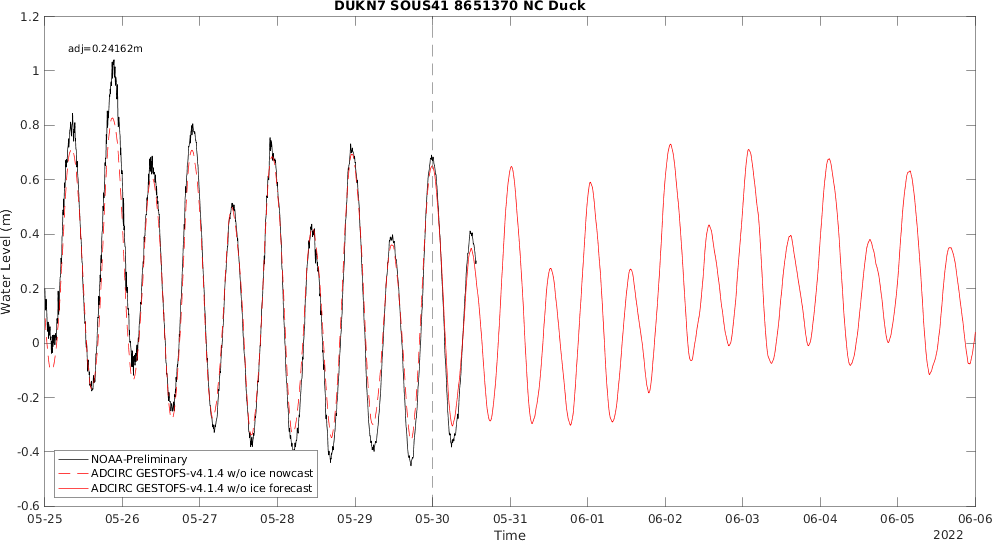 DUKN7 SOUS41 8651370 NC Duck
adj=0.24162m
1.2
1
0.8
0.6
0.4
0.2
0
-0.2
-0.4
-0.6
Water Level (m)
NOAA-Preliminary
ADCIRC GESTOFS-v4.1.4 w/o ice nowcast
ADCIRC GESTOFS-v4.1.4 w/o ice forecast
05-25 05-26 05-27 05-28 05-29 05-30 05-31 06-01 06-02 06-03 06-04 06-05 06-06
Time
2022